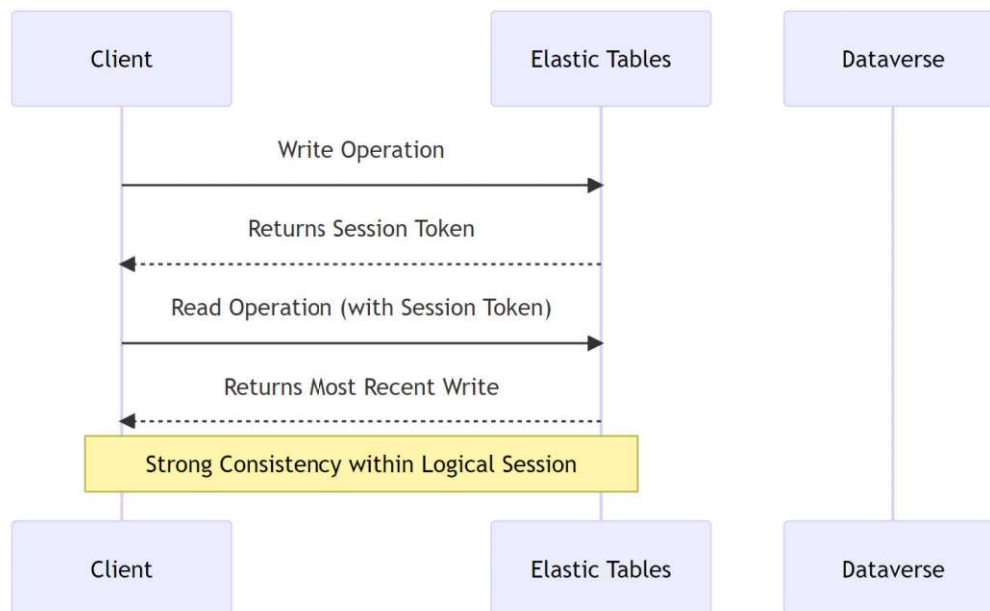 Client
Elastic Tables
Dataverse
Write Operation
Returns Session Token
Read Operation (with Session Token)
Returns Most Recent Write
Strong Consistency within Logical Session
Client
Elastic Tables
Dataverse